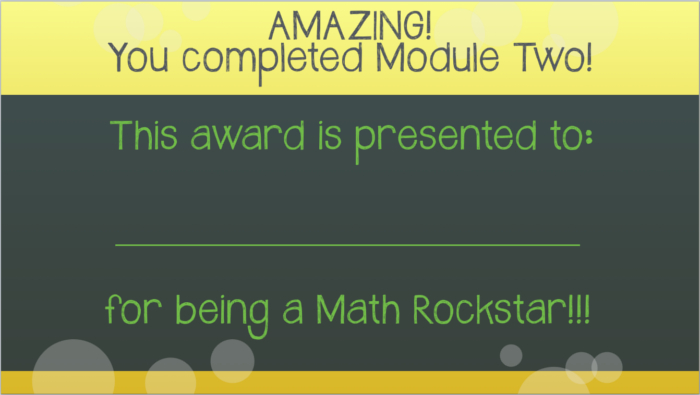 AMAZING!
You completed Module Two!
This award is presented to:
for being a Math Rockstar!!!